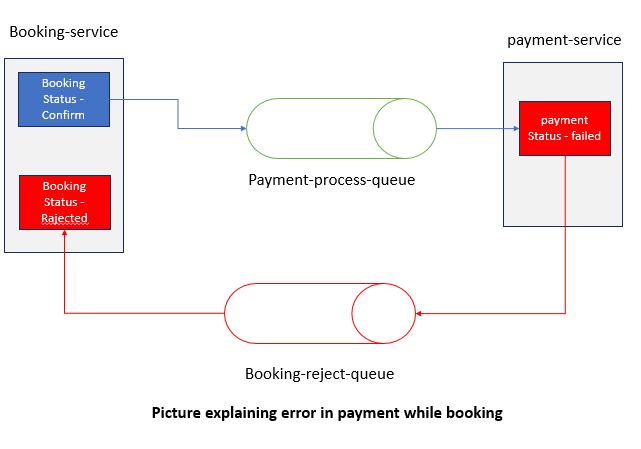 Booking-service
payment-service
Booking
Status -
Confirm
payment
Status - failed
Payment-process-queue
Booking
Status -
Rajected
Booking-reject-queue
Picture explaining error in payment while booking